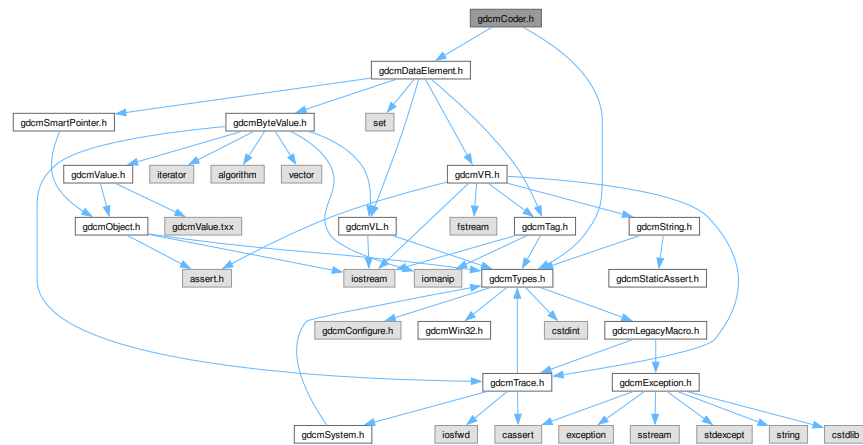 gdcmCoder.h
gdcmDataElement.h
gdcmSmartPointer.h
gdcmByteValue.h
set
gdcmValue.h
iterator
algorithm
vector
gdcmVR.h
gdcmObject.h
gdcmValue.txx
gdcmVL.h
fstream
gdcmTag.h
gdcmString.h
assert.h
iostream
iomanip
gdcmTypes.h
gdcmStaticAssert.h
gdcmConfigure.h
gdcmWin32.h
cstdint
gdcmLegacyMacro.h
gdcmTrace.h
gdcmException.h
gdcmSystem.h
iosfwd
cassert
exception
sstream
stdexcept
string
cstdlib